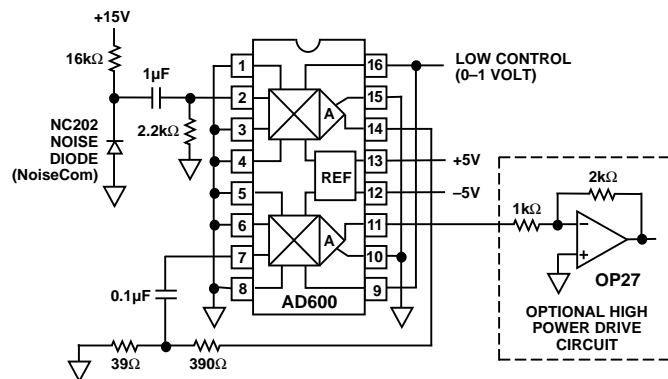 +15V
16kΩ
1µF
NC202
NOISE
DIODE
(NoiseCom)
2.2kΩ
1
2
3
4
5
6
7
8
16
15
14
13
12
11
10
9
A
REF
A
AD600
LOW CONTROL
(0–1 VOLT)
+5V
–5V
0.1µF
39Ω
390Ω
1kΩ
2kΩ
–
+
OP27
OPTIONAL HIGH
POWER DRIVE
CIRCUIT